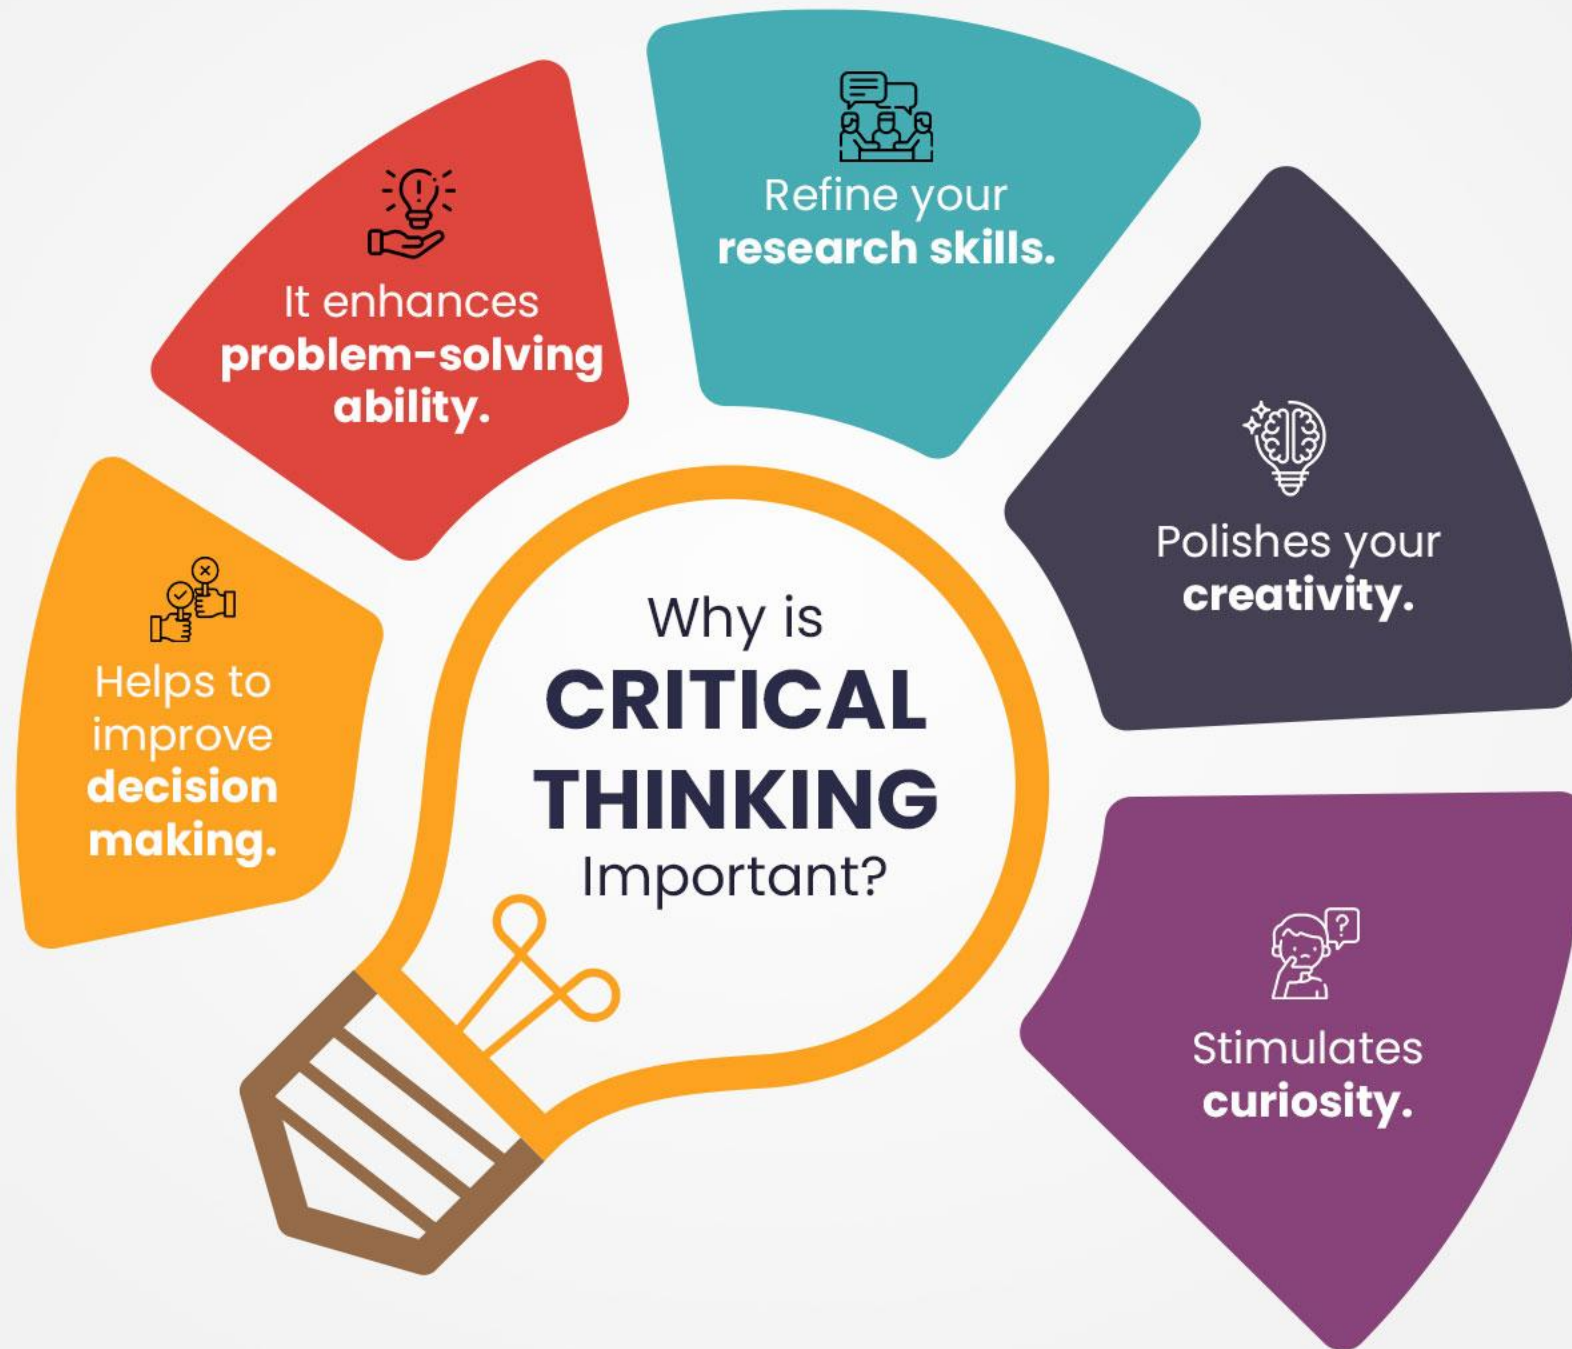 Why is
CRITICAL
THINKING
Important?
Helps to
improve
decision
making.
It enhances
problem-solving
ability.
Refine your
research skills.
Polishes your
creativity.
Stimulates
curiosity.